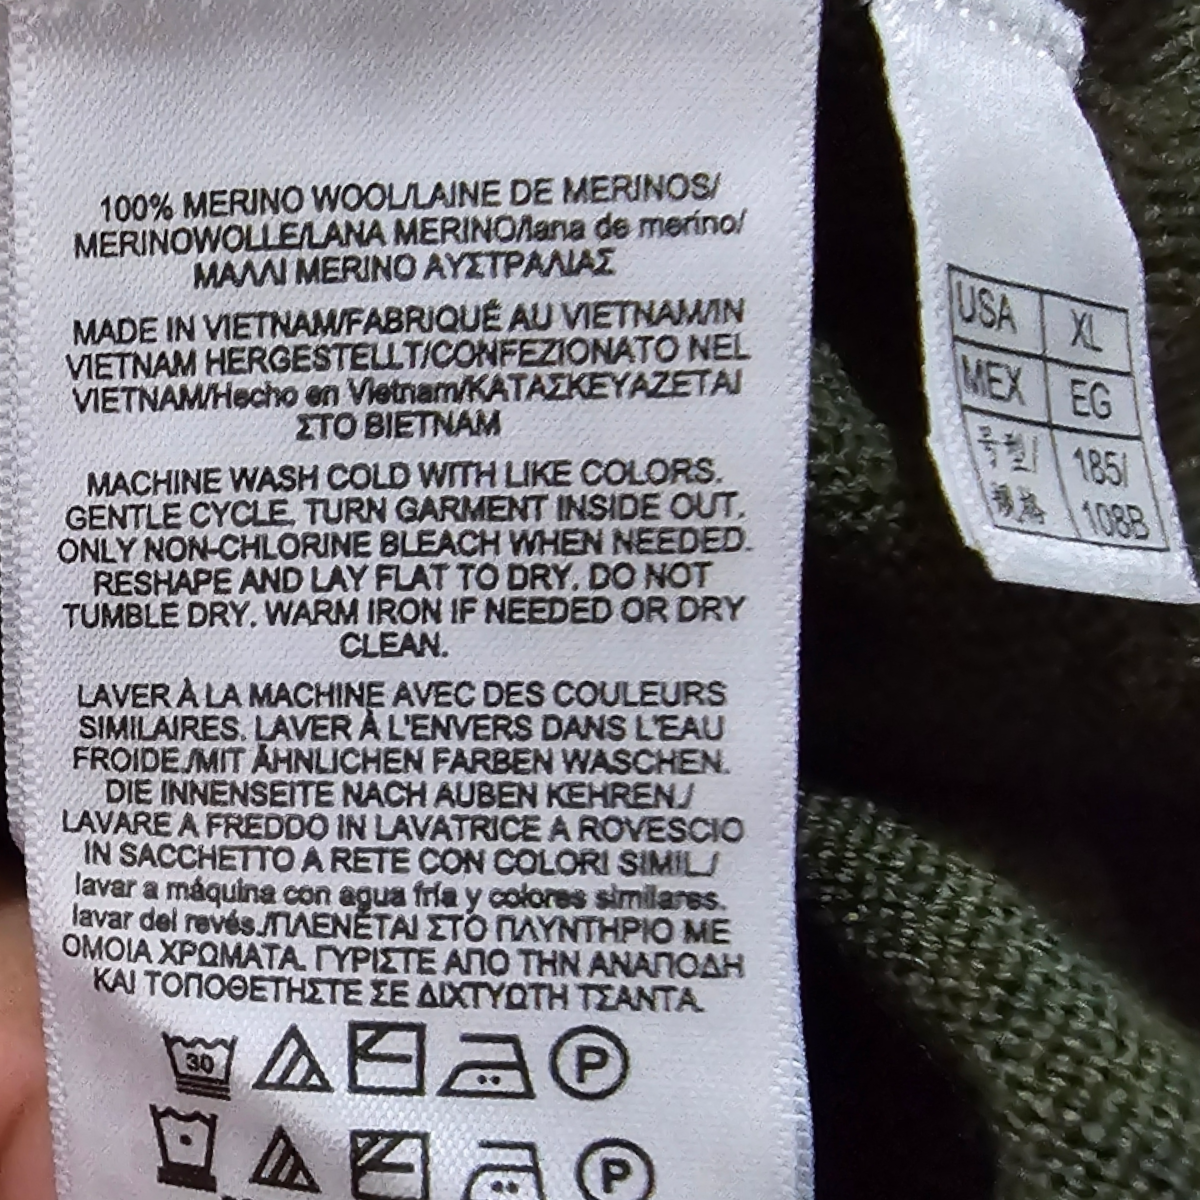 100% MERINO WOOL/LAINE DE MERINOS/
MERINOWOLLE/LANA MERINO/lana de merino/
ΜΑΛΛΙ MERINO ΑΥΣΤΡΑΛΙΑΣ
MADE IN VIETNAM/FABRIQUÉ AU VIETNAM/IN
VIETNAM HERGESTELLT/CONFEZIONATO NEL
VIETNAM/Hecho en Vietnam/ΚΑΤΑΣΚΕΥΑΖΕΤΑΙ
ΣΤΟ ΒΙΕΤΝΑΜ
MACHINE WASH COLD WITH LIKE COLORS.
GENTLE CYCLE. TURN GARMENT INSIDE OUT.
ONLY NON-CHLORINE BLEACH WHEN NEEDED.
RESHAPE AND LAY FLAT TO DRY. DO NOT
TUMBLE DRY. WARM IRON IF NEEDED OR DRY
CLEAN.
LAVER À LA MACHINE AVEC DES COULEURS
SIMILAIRES. LAVER À L'ENVERS DANS L'EAU
FROIDE./MIT ÄHNLICHEN FARBEN WASCHEN.
DIE INNENSEITE NACH AUBEN KEHREN./
LAVARE A FREDDO IN LAVATRICE A ROVESCIO
IN SACCHETTO A RETE CON COLORI SIMIL./
lavar a máquina con agua fría y colores similares.
lavar del revés./ΠΛΕΝΕΤΑΙ ΣΤΟ ΠΛΥΝΤΗΡΙΟ ΜΕ
ΟΜΟΙΑ ΧΡΩΜΑΤΑ. ΓΥΡΙΣΤΕ ΑΠΟ ΤΗΝ ΑΝΑΠΟΔΗ
ΚΑΙ ΤΟΠΟΘΕΤΗΣΤΕ ΣΕ ΔΙΧΤΥΩΤΗ ΤΣΑΝΤΑ.
30 P
P
USA XL
MEX EG
号型/ 185/
规格 108B